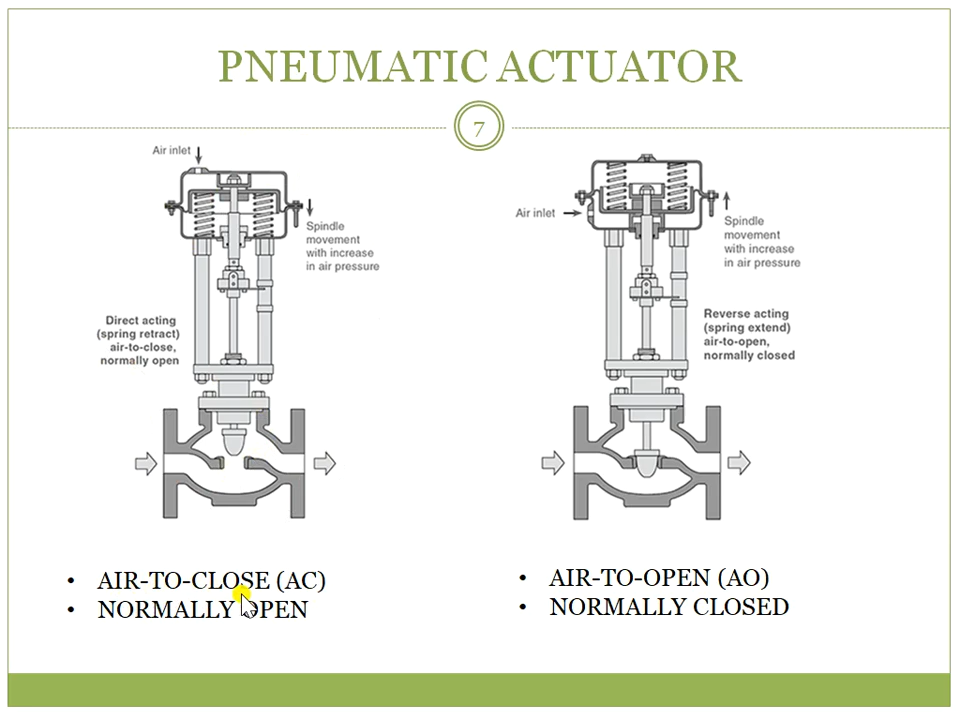 PNEUMATIC ACTUATOR
7
Air inlet
Spindle
movement
with increase
in air pressure
Direct acting
(spring retract)
air-to-close,
normally open
Air inlet
Spindle
movement
with increase
in air pressure
Reverse acting
(spring extend)
air-to-open,
normally closed
• AIR-TO-CLOSE (AC)
• NORMALLY OPEN
• AIR-TO-OPEN (AO)
• NORMALLY CLOSED